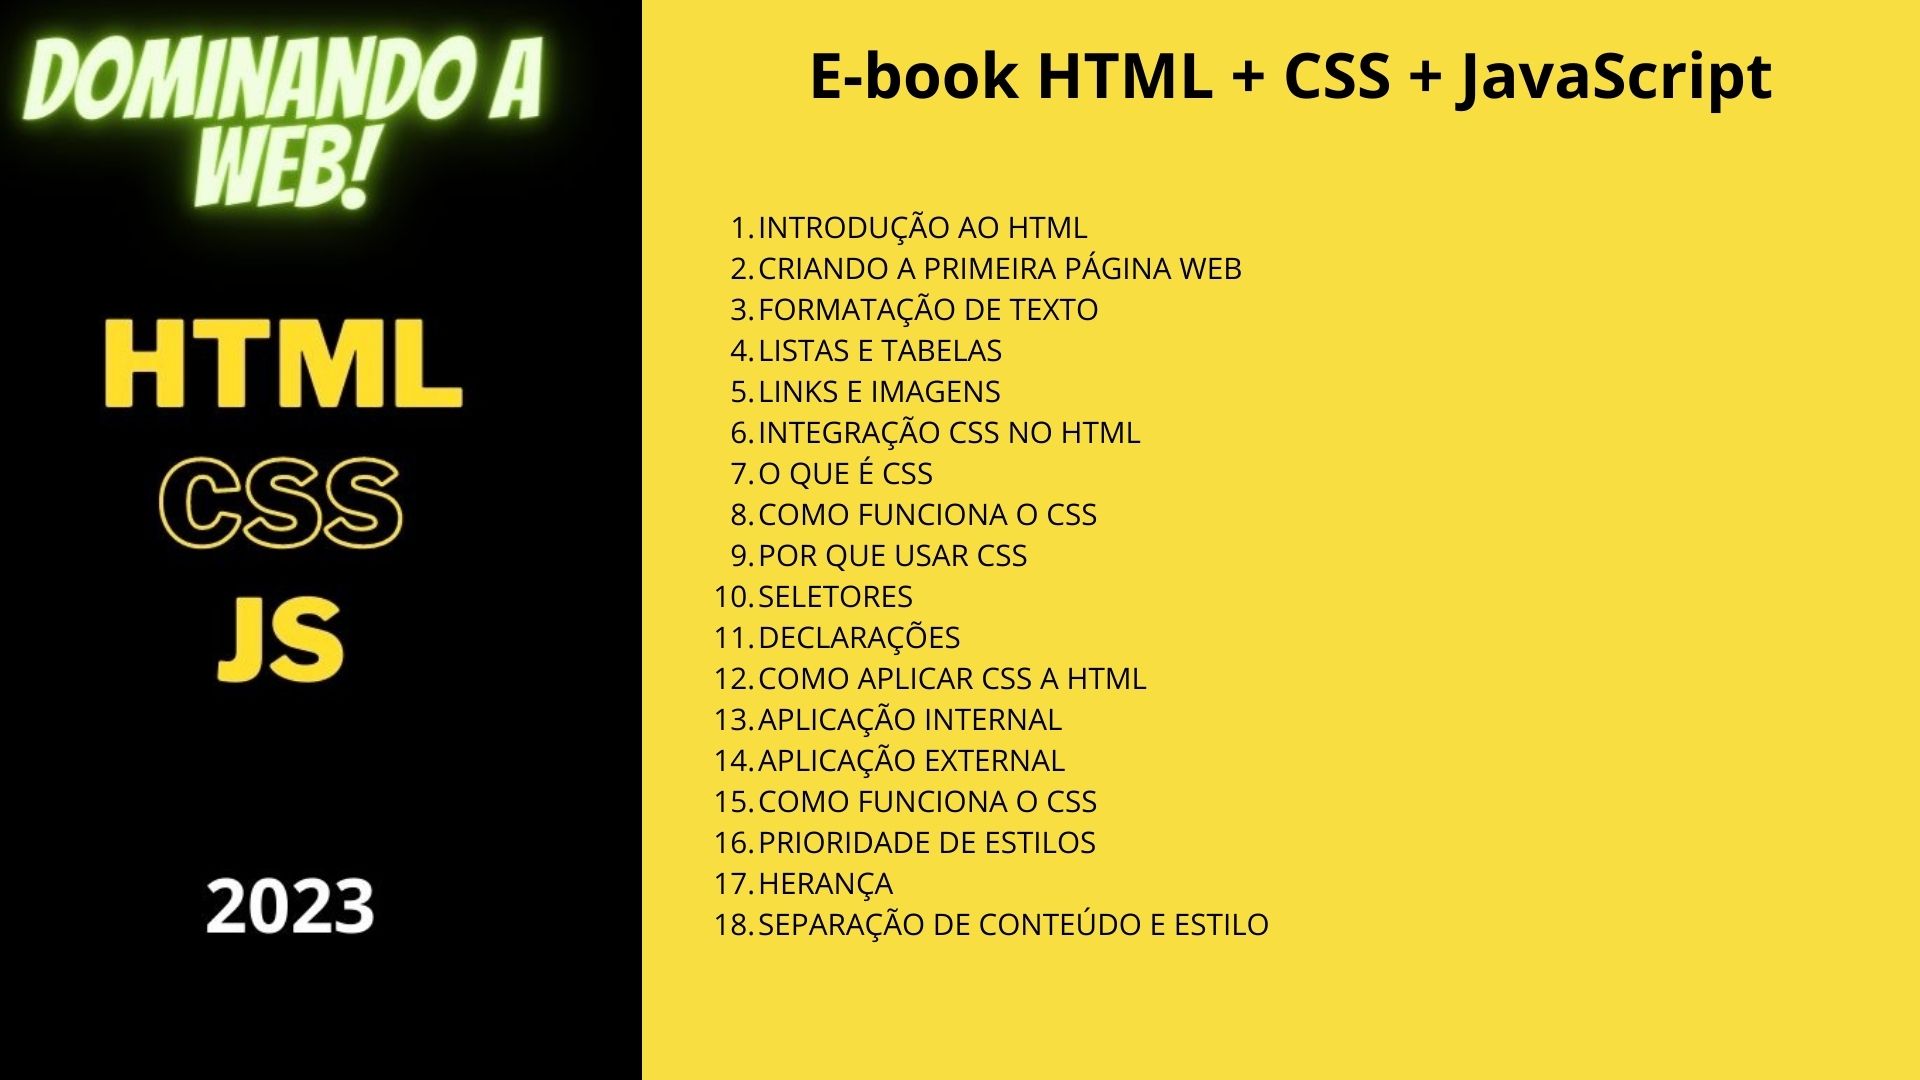 DOMINANDO A
WEB!
HTML
CSS
JS
2023
E-book HTML + CSS + JavaScript
1. INTRODUÇÃO AO HTML
2. CRIANDO A PRIMEIRA PÁGINA WEB
3. FORMATAÇÃO DE TEXTO
4. LISTAS E TABELAS
5. LINKS E IMAGENS
6. INTEGRAÇÃO CSS NO HTML
7. O QUE É CSS
8. COMO FUNCIONA O CSS
9. POR QUE USAR CSS
10. SELETORES
11. DECLARAÇÕES
12. COMO APLICAR CSS A HTML
13. APLICAÇÃO INTERNAL
14. APLICAÇÃO EXTERNAL
15. COMO FUNCIONA O CSS
16. PRIORIDADE DE ESTILOS
17. HERANÇA
18. SEPARAÇÃO DE CONTEÚDO E ESTILO